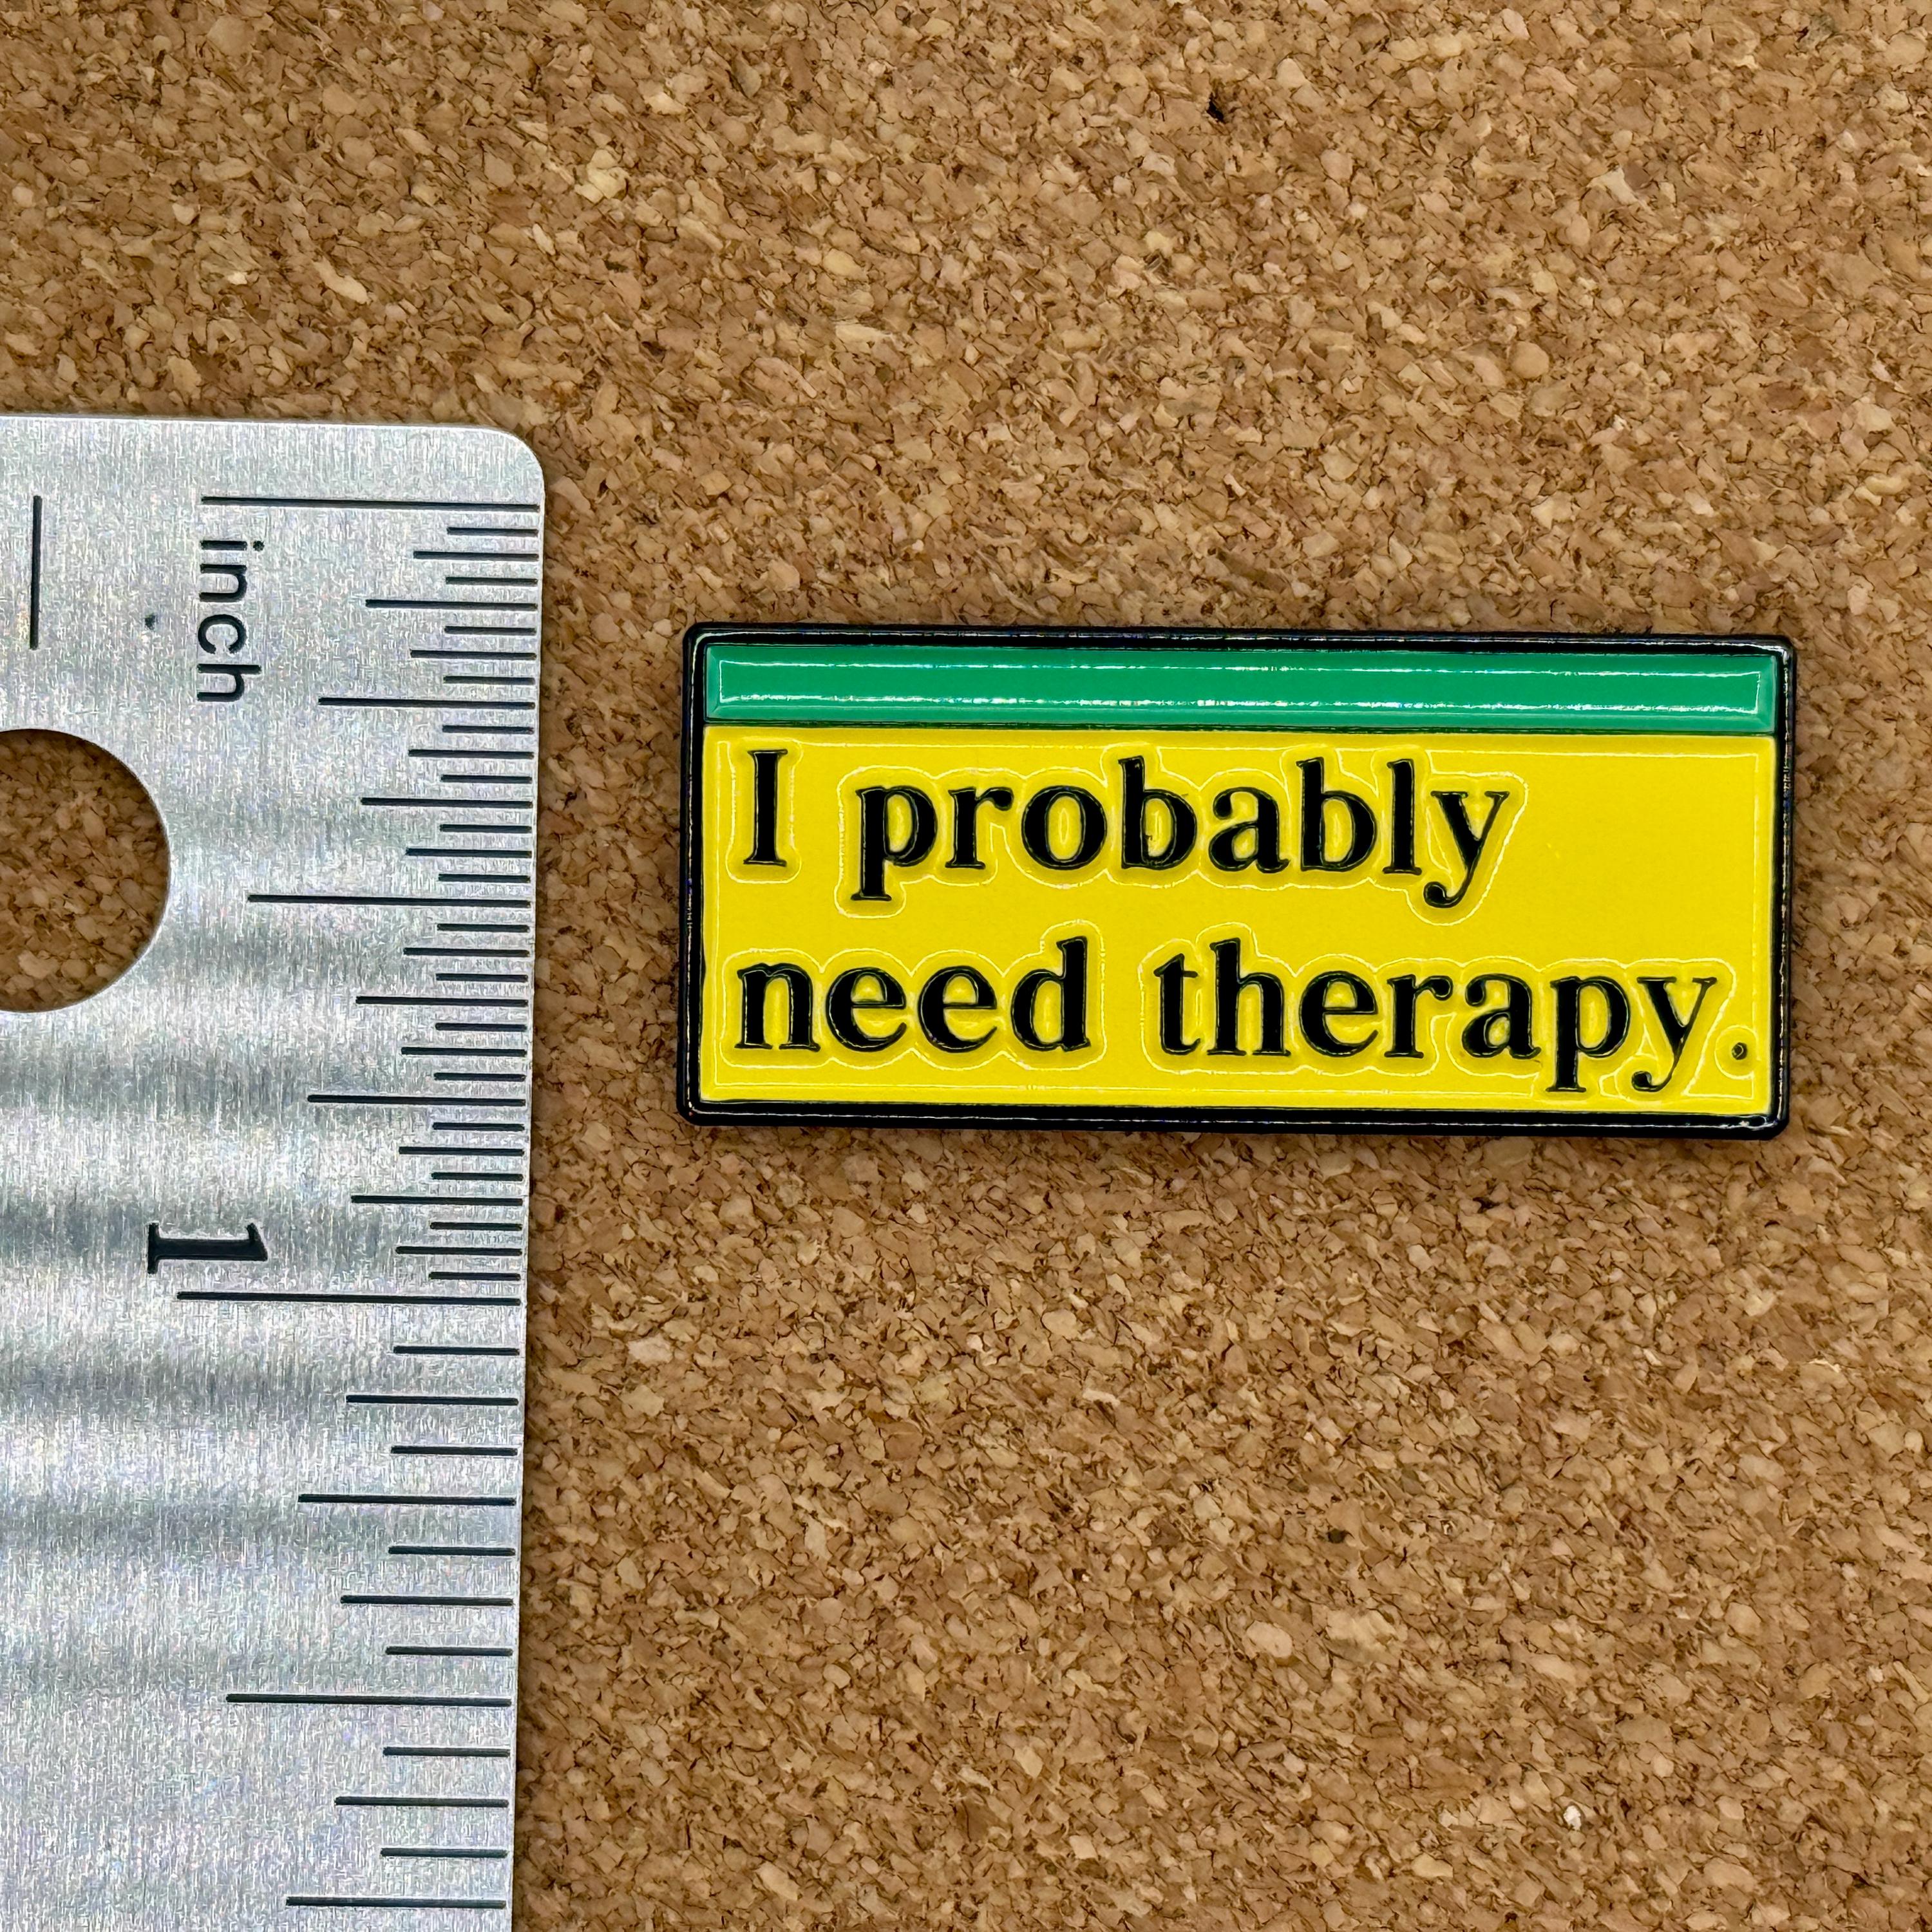 inch
1
I probably
need therapy.